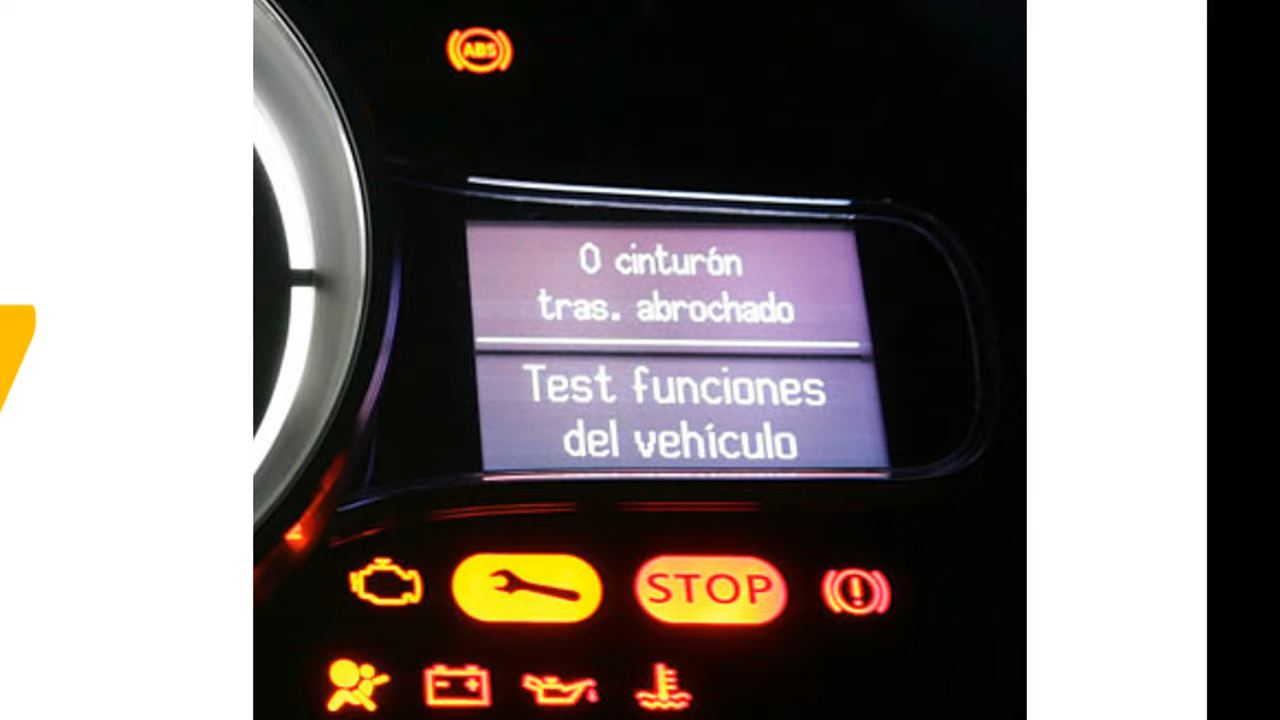 ABS
0 cinturón
tras. abrochado
Test funciones
del vehículo
STOP